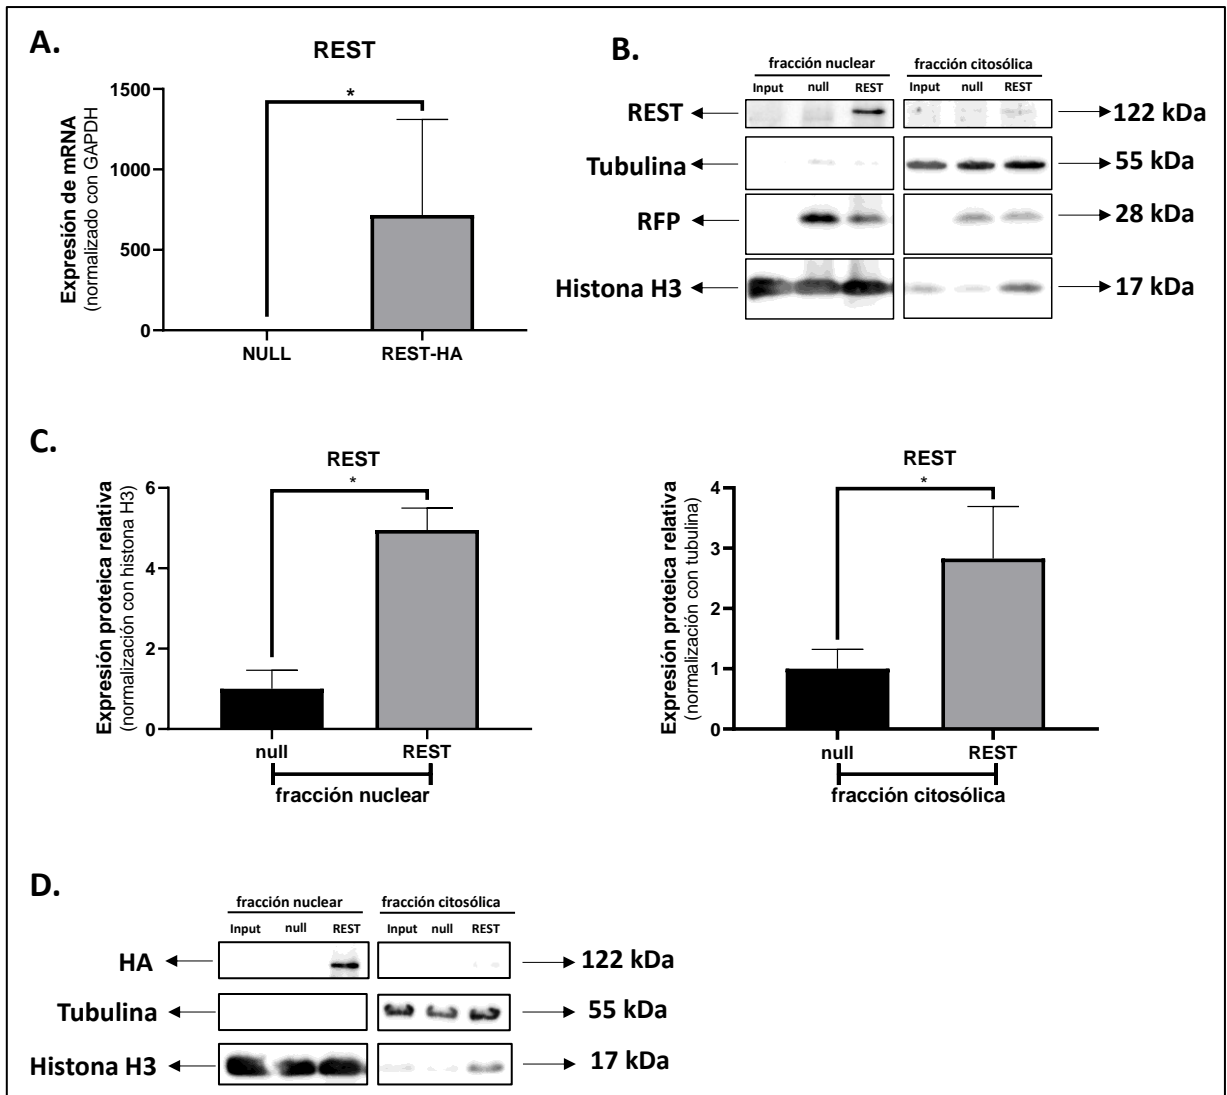 A.
REST
Expresión de mRNA
(normalizado con GAPDH)
1500
1000
500
0
*
NULL
REST-HA
B.
fracción nuclear
fracción citosólica
Input null REST
Input null REST
REST
122 kDa
Tubulina
55 kDa
RFP
28 kDa
Histona H3
17 kDa
C.
REST
Expresión proteica relativa
(normalización con histona H3)
6
4
2
0
*
null
REST
fracción nuclear
REST
Expresión proteica relativa
(normalización con tubulina)
4
3
2
1
0
*
null
REST
fracción citosólica
D.
fracción nuclear
fracción citosólica
Input null REST
Input null REST
HA
122 kDa
Tubulina
55 kDa
Histona H3
17 kDa